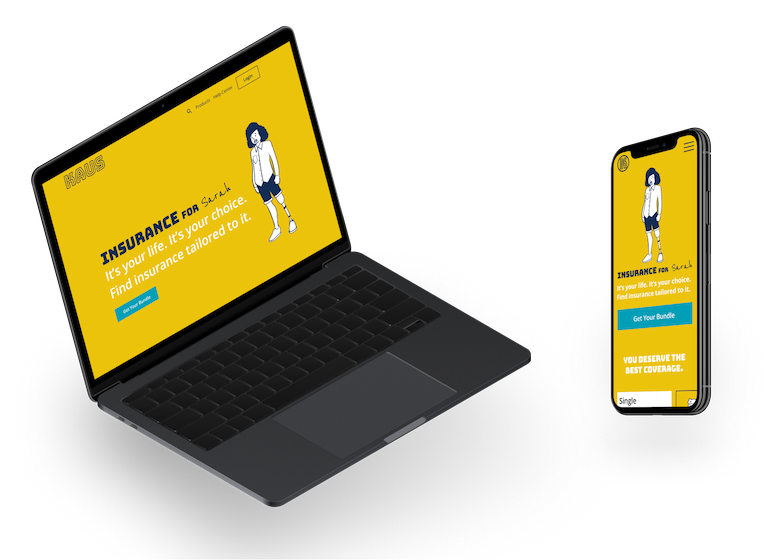 Products
Help Center
Login
KAUS
INSURANCE FOR Sarah
It's your life. It's your choice.
Find insurance tailored to it.
Get Your Bundle
INSURANCE FOR Sarah
It's your life. It's your choice.
Find insurance tailored to it.
Get Your Bundle
YOU DESERVE THE
BEST COVERAGE.
Single